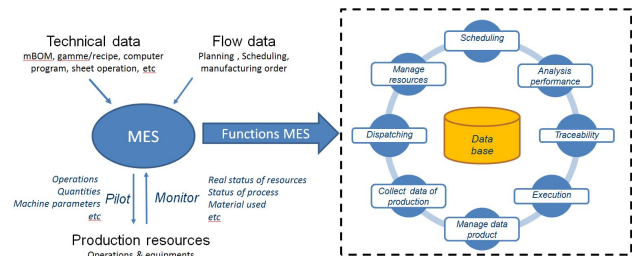 Technical data
mBOM, gamme/recipe, computer
program, sheet operation, etc
Flow data
Planning , Scheduling,
manufacturing order
MES
Functions MES
Operations
Quantities
Machine parameters
etc
Pilot
Monitor
Real status of resources
Status of process
Material used
etc
Production resources
Operations & equipments
Scheduling
Analysis
performance
Traceability
Execution
Manage data
product
Collect data of
production
Dispatching
Manage
resources
Data
base